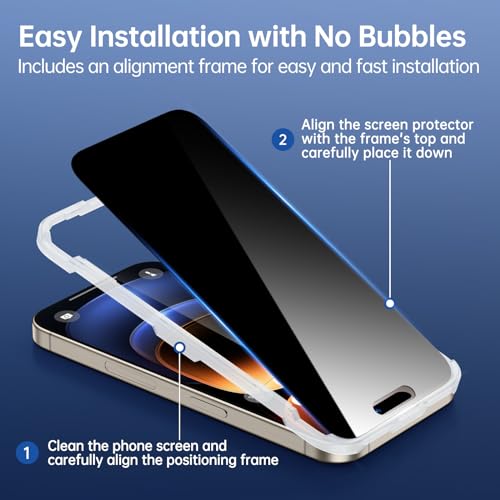 Easy Installation with No Bubbles
Includes an alignment frame for easy and fast installation
2
Align the screen protector
with the frame's top and
carefully place it down
1
Clean the phone screen and
carefully align the positioning frame